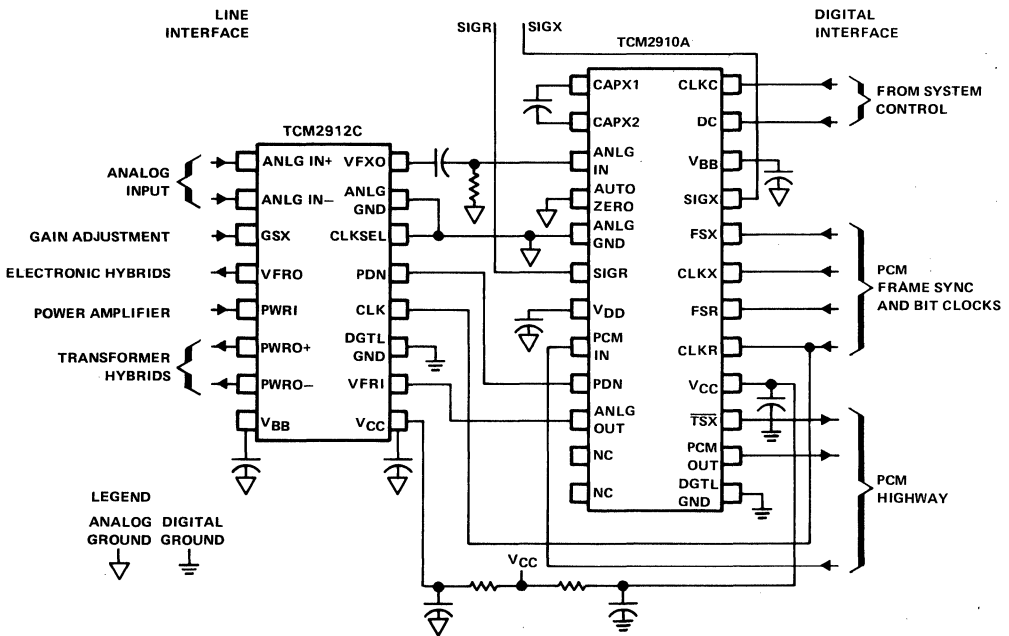 LINE
INTERFACE
SIGR
SIGX
DIGITAL
INTERFACE
TCM2910A
CAPX1
CAPX2
ANLG
IN
AUTO
ZERO
ANLG
GND
SIGR
VDD
PCM
IN
PDN
ANLG
OUT
NC
NC
CLKC
DC
VBB
SIGX
FSX
CLKX
FSR
CLKR
VCC
TSX
PCM
OUT
DGTL
GND
FROM SYSTEM
CONTROL
PCM
FRAME SYNC
AND BIT CLOCKS
PCM
HIGHWAY
TCM2912C
ANALOG
INPUT
GAIN ADJUSTMENT
ELECTRONIC HYBRIDS
POWER AMPLIFIER
TRANSFORMER
HYBRIDS
ANLG IN+
ANLG IN−
GSX
VFRO
PWRI
PWRO+
PWRO−
VBB
VFXO
ANLG
GND
CLKSEL
PDN
CLK
DGTL
GND
VFRI
VCC
LEGEND
ANALOG
GROUND
DIGITAL
GROUND
VCC